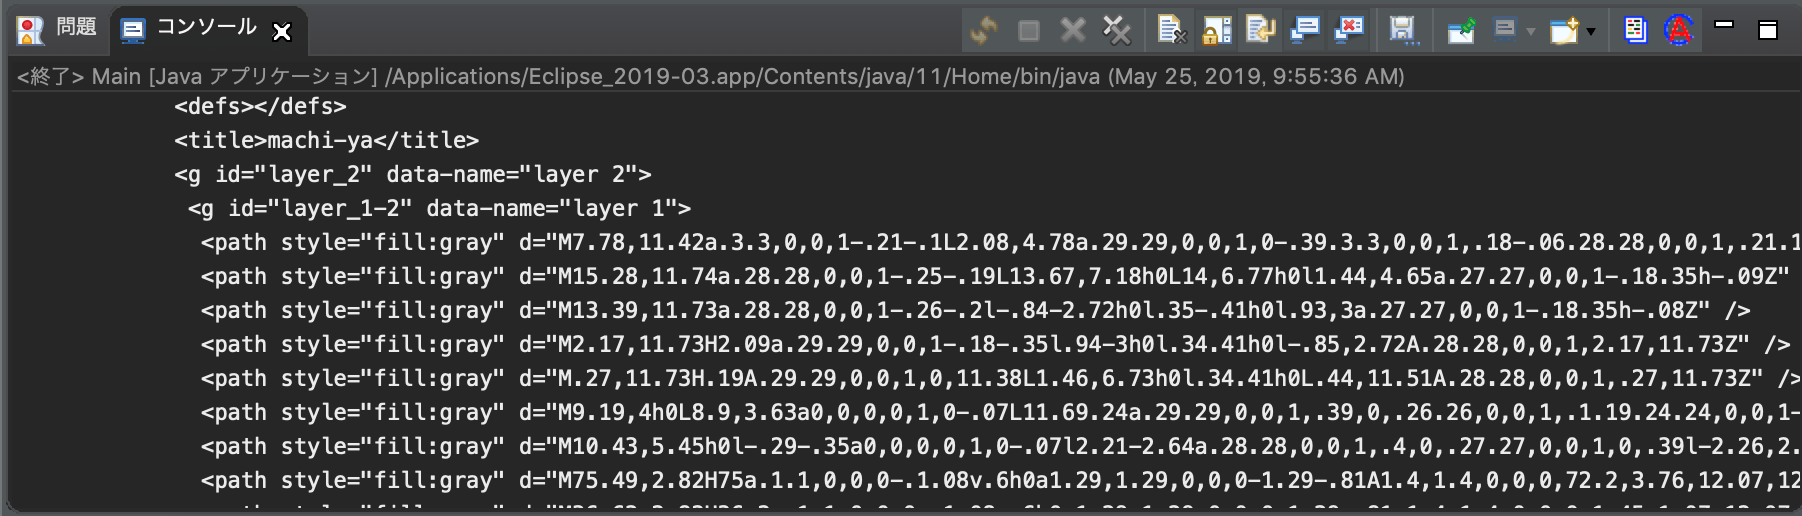 問題 コンソール
<終了> Main [Java アプリケーション] /Applications/Eclipse_2019-03.app/Contents/java/11/Home/bin/java (May 25, 2019, 9:55:36 AM)
<defs></defs>
<title>machi-ya</title>
<g id="layer_2" data-name="layer 2">
<g id="layer_1-2" data-name="layer 1">
<path style="fill:gray" d="M7.78,11.42a.3.3,0,0,1-.21-.1L2.08,4.78a.29.29,0,0,1,0-.39.3.3,0,0,1,.18-.06.28.28,0,0,1,.21.1
<path style="fill:gray" d="M15.28,11.74a.28.28,0,0,1-.25-.19L13.67,7.18h0L14,6.77h0l1.44,4.65a.27.27,0,0,1-.18.35h-.09Z"
<path style="fill:gray" d="M13.39,11.73a.28.28,0,0,1-.26-.2l-.84-2.72h0l.35-.41h0l.93,3a.27.27,0,0,1-.18.35h-.08Z" />
<path style="fill:gray" d="M2.17,11.73H2.09a.29.29,0,0,1-.18-.35l.94-3h0l.34.41h0l-.85,2.72A.28.28,0,0,1,2.17,11.73Z" />
<path style="fill:gray" d="M.27,11.73H.19A.29.29,0,0,1,0,11.38L1.46,6.73h0l.34.41h0L.44,11.51A.28.28,0,0,1,.27,11.73Z" />
<path style="fill:gray" d="M9.19,4h0L8.9,3.63a0,0,0,0,1,0-.07L11.69.24a.29.29,0,0,1,.39,0,.26.26,0,0,1,.1.19.24.24,0,0,1-
<path style="fill:gray" d="M10.43,5.45h0l-.29-.35a0,0,0,0,1,0-.07l2.21-2.64a.28.28,0,0,1,.4,0,.27.27,0,0,1,0,.39l-2.26,2.
<path style="fill:gray" d="M75.49,2.82H75a.1.1,0,0,0-.1.08v.6h0a1.29,1.29,0,0,0-1.29-.81A1.4,1.4,0,0,0,72.2,3.76,12.07,12